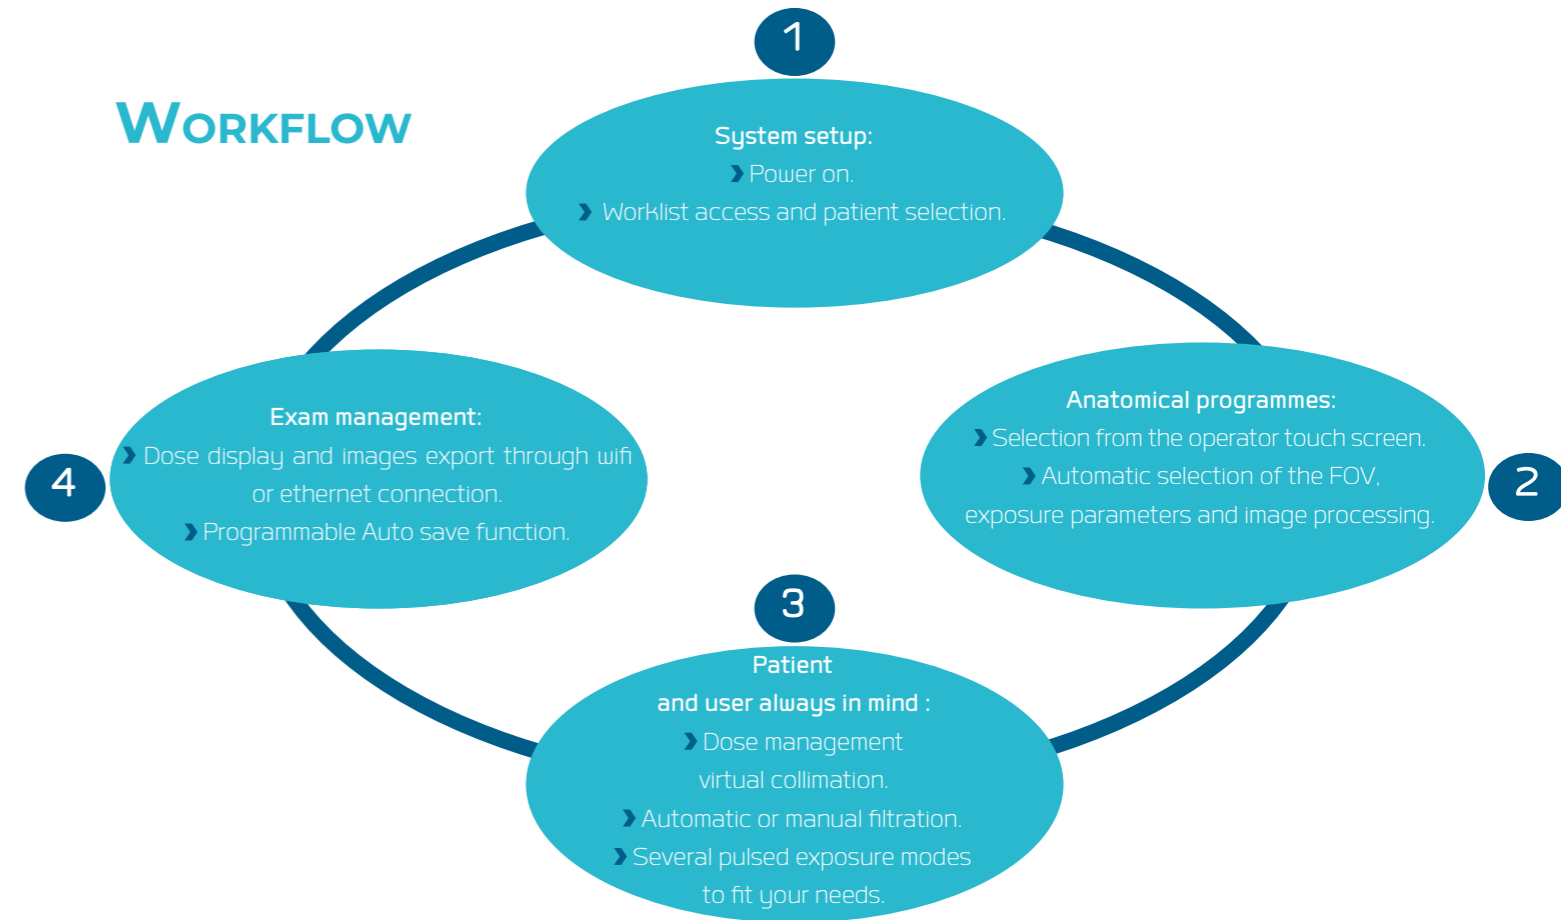 WORKFLOW
1
System setup:
❯ Power on.
❯ Worklist access and patient selection.
2
Anatomical programmes:
❯ Selection from the operator touch screen.
❯ Automatic selection of the FOV,
exposure parameters and image processing.
3
Patient
and user always in mind :
❯ Dose management
virtual collimation.
❯ Automatic or manual filtration.
❯ Several pulsed exposure modes
to fit your needs.
4
Exam management:
❯ Dose display and images export through wifi
or ethernet connection.
❯ Programmable Auto save function.